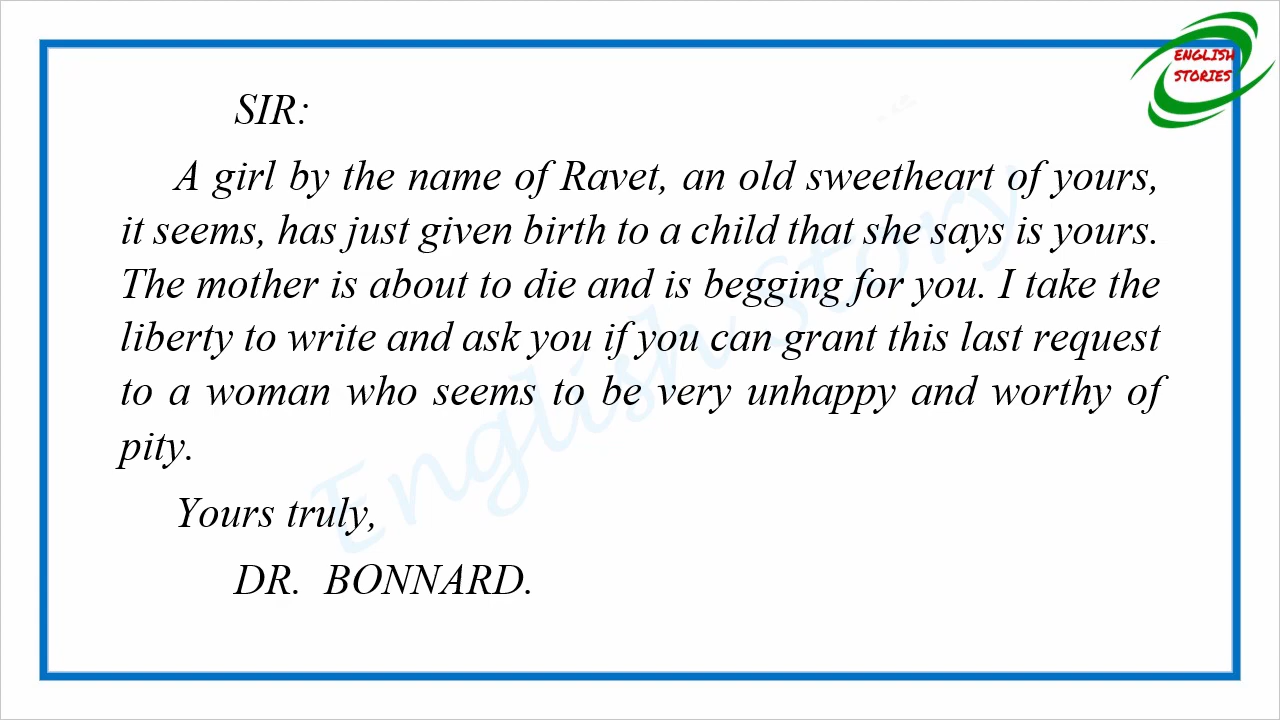 ENGLISH
STORIES
SIR:
A girl by the name of Ravet, an old sweetheart of yours,
it seems, has just given birth to a child that she says is yours.
The mother is about to die and is begging for you. I take the
liberty to write and ask you if you can grant this last request
to a woman who seems to be very unhappy and worthy of
pity.
Yours truly,
DR. BONNARD.
English Story